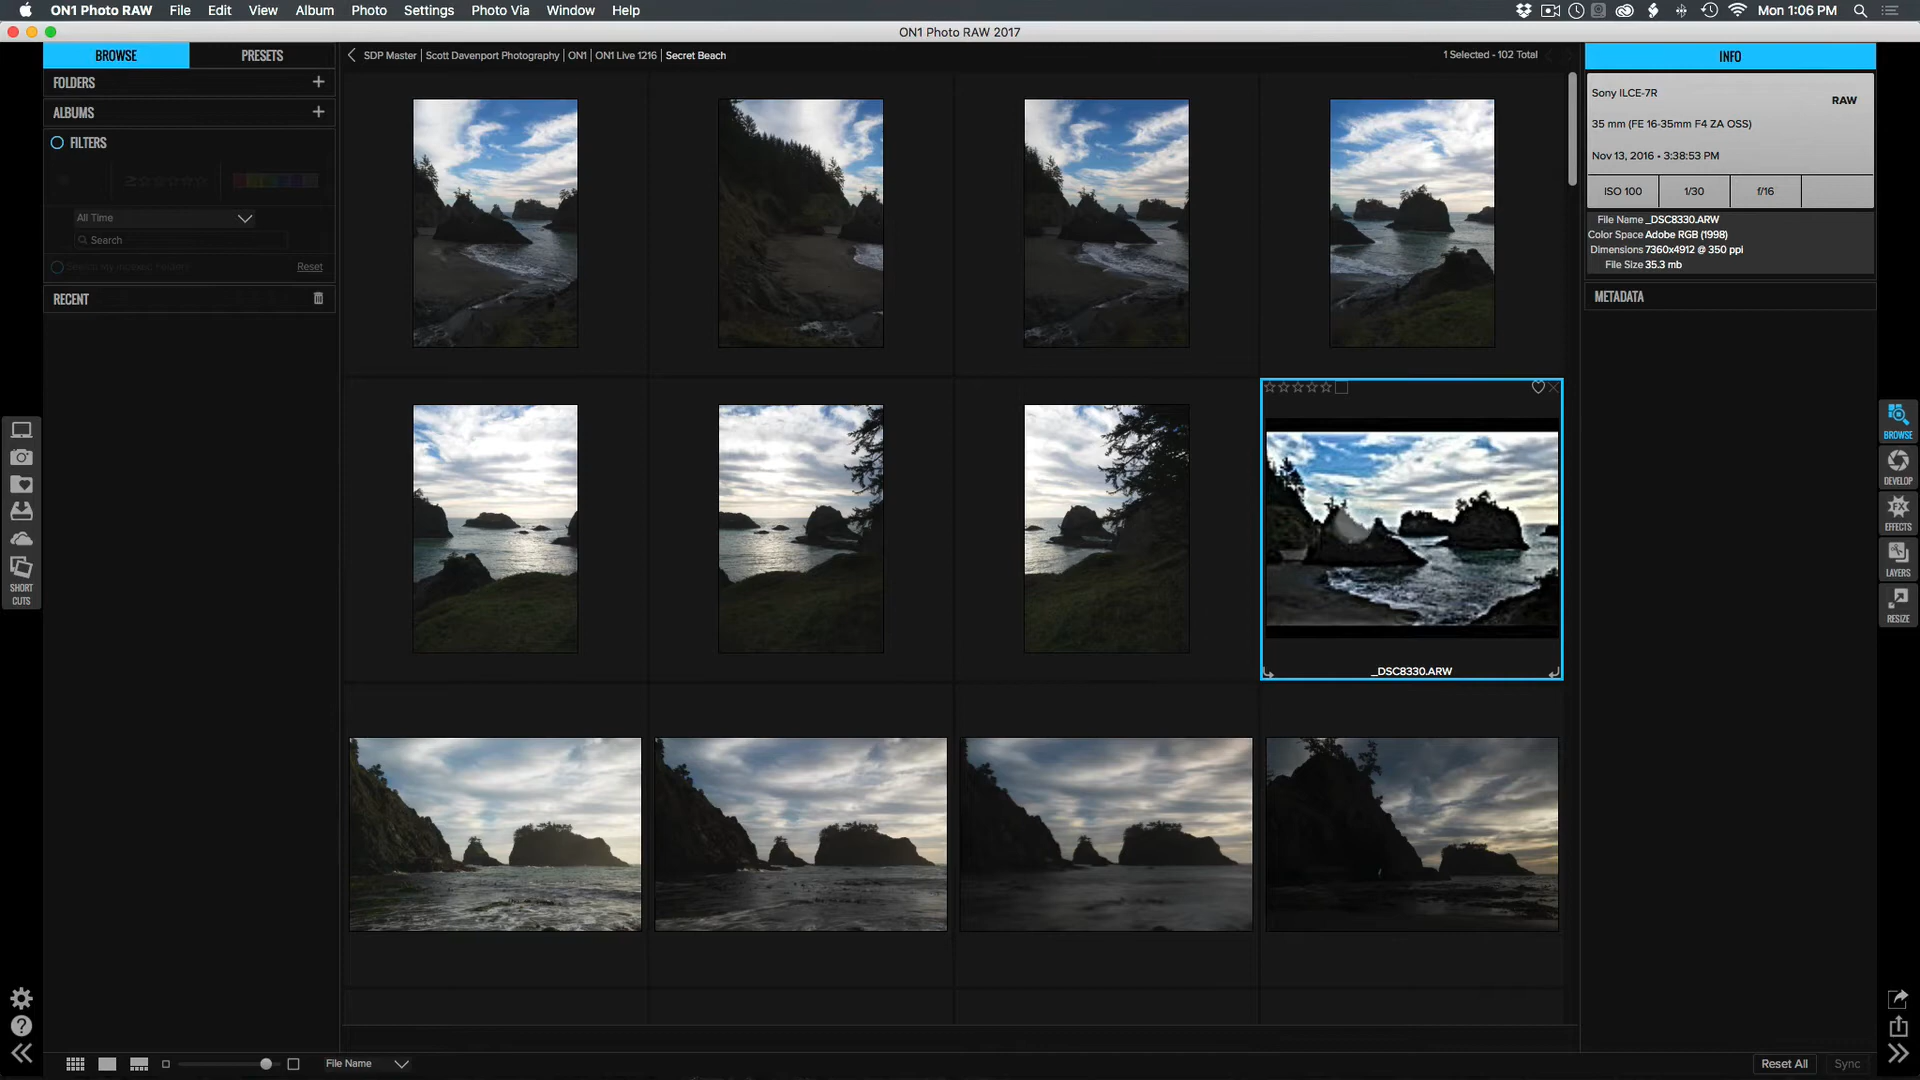 ON1 Photo RAW File Edit View Album Photo Settings Photo Via Window Help Mon 1:06 PM
ON1 Photo RAW 2017
BROWSE PRESETS
SDP Master | Scott Davenport Photography | ON1 | ON1 Live 1216 | Secret Beach
1 Selected - 102 Total
INFO
FOLDERS
ALBUMS
FILTERS
All Time
Search
Reset
RECENT
Sony ILCE-7R
RAW
35 mm (FE 16-35mm F4 ZA OSS)
Nov 13, 2016 • 3:38:53 PM
ISO 100 1/30 f/16
File Name _DSC8330.ARW
Color Space Adobe RGB (1998)
Dimensions 7360x4912 @ 350 ppi
File Size 35.3 mb
METADATA
SHORT
CUTS
_DSC8330.ARW
BROWSE
DEVELOP
FX
EFFECTS
LAYERS
RESIZE
File Name
Reset All Sync